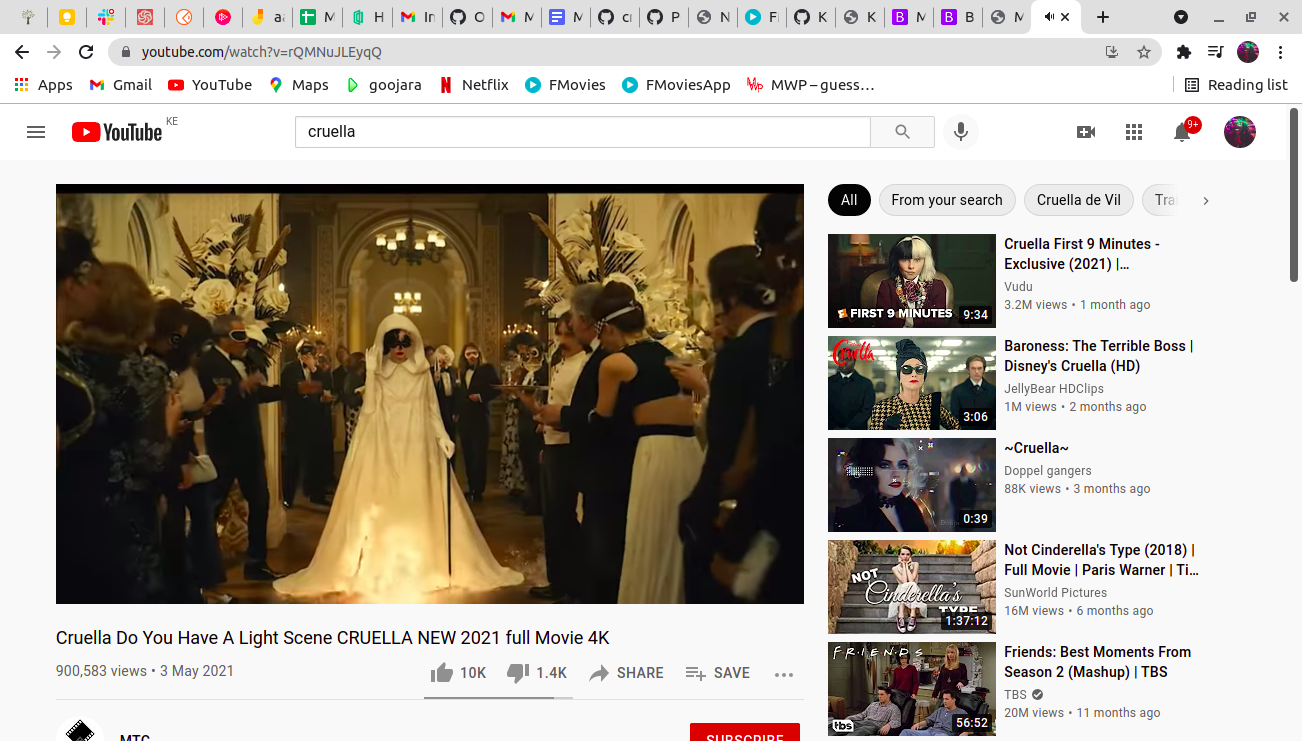 youtube.com/watch?v=rQMNuJLEyqQ
Apps
Gmail
YouTube
Maps
goojara
Netflix
FMovies
FMoviesApp
MWP – guess…
Reading list
YouTube
KE
cruella
9+
All
From your search
Cruella de Vil
FIRST 9 MINUTES
9:34
Cruella First 9 Minutes -
Exclusive (2021) |…
Vudu
3.2M views • 1 month ago
Cruella
3:06
Baroness: The Terrible Boss |
Disney's Cruella (HD)
JellyBear HDClips
1M views • 2 months ago
0:39
~Cruella~
Doppel gangers
88K views • 3 months ago
NOT
Cinderella's
TYPE
1:37:12
Not Cinderella's Type (2018) |
Full Movie | Paris Warner | Ti…
SunWorld Pictures
16M views • 6 months ago
FRIENDS
tbs
56:52
Friends: Best Moments From
Season 2 (Mashup) | TBS
TBS
20M views • 11 months ago
Cruella Do You Have A Light Scene CRUELLA NEW 2021 full Movie 4K
900,583 views • 3 May 2021
10K
1.4K
SHARE
SAVE
MTC
SUBSCRIBE